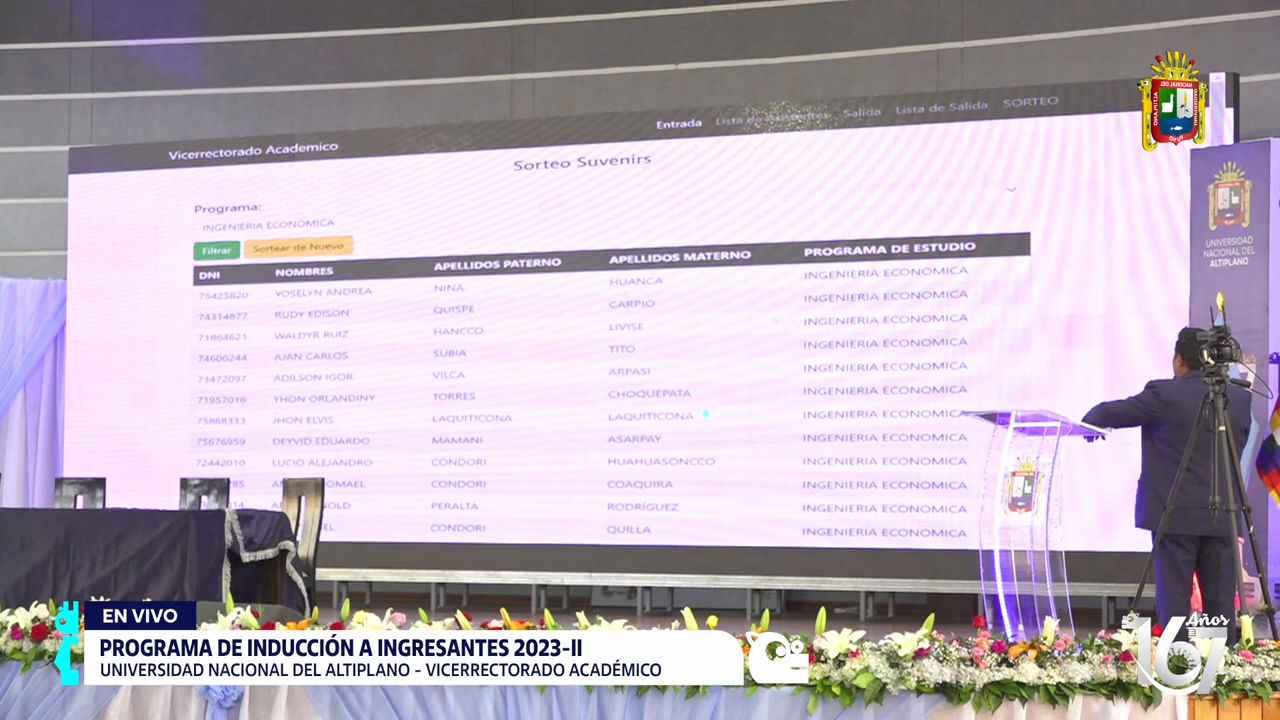 Entrada Lista de Asistentes Salida Lista de Salida SORTEO
Vicerrectorado Academico
Sorteo Suvenirs
Programa:
INGENIERIA ECONOMICA
Filtrar Sortear de Nuevo
DNI NOMBRES APELLIDOS PATERNO APELLIDOS MATERNO PROGRAMA DE ESTUDIO
75425820 YOSELYN ANDREA NINA HUANCA INGENIERIA ECONOMICA
74314877 RUDY EDISON QUISPE CARPIO INGENIERIA ECONOMICA
71864621 WALDYR RUIZ HANCCO LIVISE INGENIERIA ECONOMICA
74600244 JUAN CARLOS SUBIA TITO INGENIERIA ECONOMICA
73472097 ADILSON IGOR VILCA ARPASI INGENIERIA ECONOMICA
71957016 YHON ORLANDINY TORRES CHOQUEPATA INGENIERIA ECONOMICA
75868333 JHON ELVIS LAQUITICONA LAQUITICONA INGENIERIA ECONOMICA
75676959 DEYVID EDUARDO MAMANI ASARPAY INGENIERIA ECONOMICA
72442010 LUCIO ALEJANDRO CONDORI HUAHUASONCCO INGENIERIA ECONOMICA
CONDORI COAQUIRA INGENIERIA ECONOMICA
PERALTA RODRÍGUEZ INGENIERIA ECONOMICA
CONDORI QUILLA INGENIERIA ECONOMICA
UNIVERSIDAD
NACIONAL DEL
ALTIPLANO
EN VIVO
PROGRAMA DE INDUCCIÓN A INGRESANTES 2023-II
UNIVERSIDAD NACIONAL DEL ALTIPLANO - VICERRECTORADO ACADÉMICO
167 Años